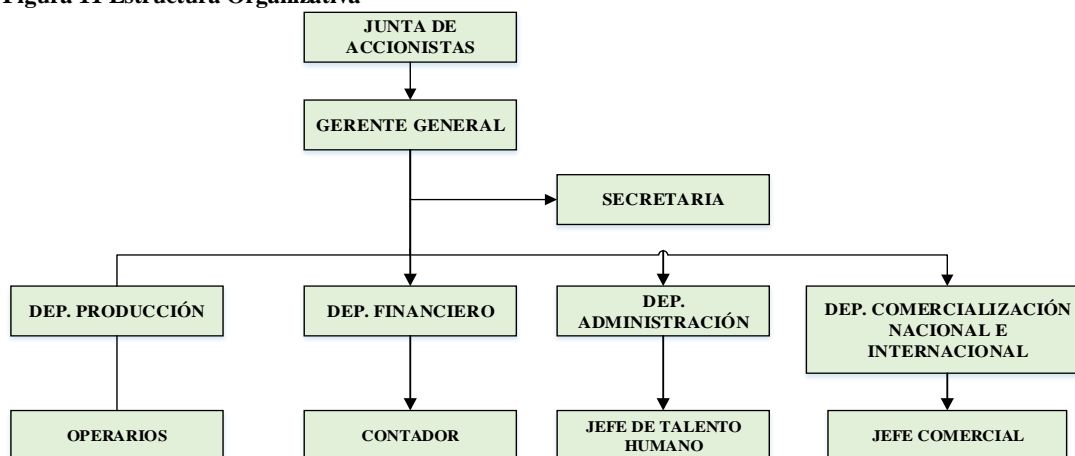 Figura 11 Estructura Organizativa
JUNTA DE
ACCIONISTAS
GERENTE GENERAL
SECRETARIA
DEP. PRODUCCIÓN
DEP. FINANCIERO
DEP.
ADMINISTRACIÓN
DEP. COMERCIALIZACIÓN
NACIONAL E
INTERNACIONAL
OPERARIOS
CONTADOR
JEFE DE TALENTO
HUMANO
JEFE COMERCIAL